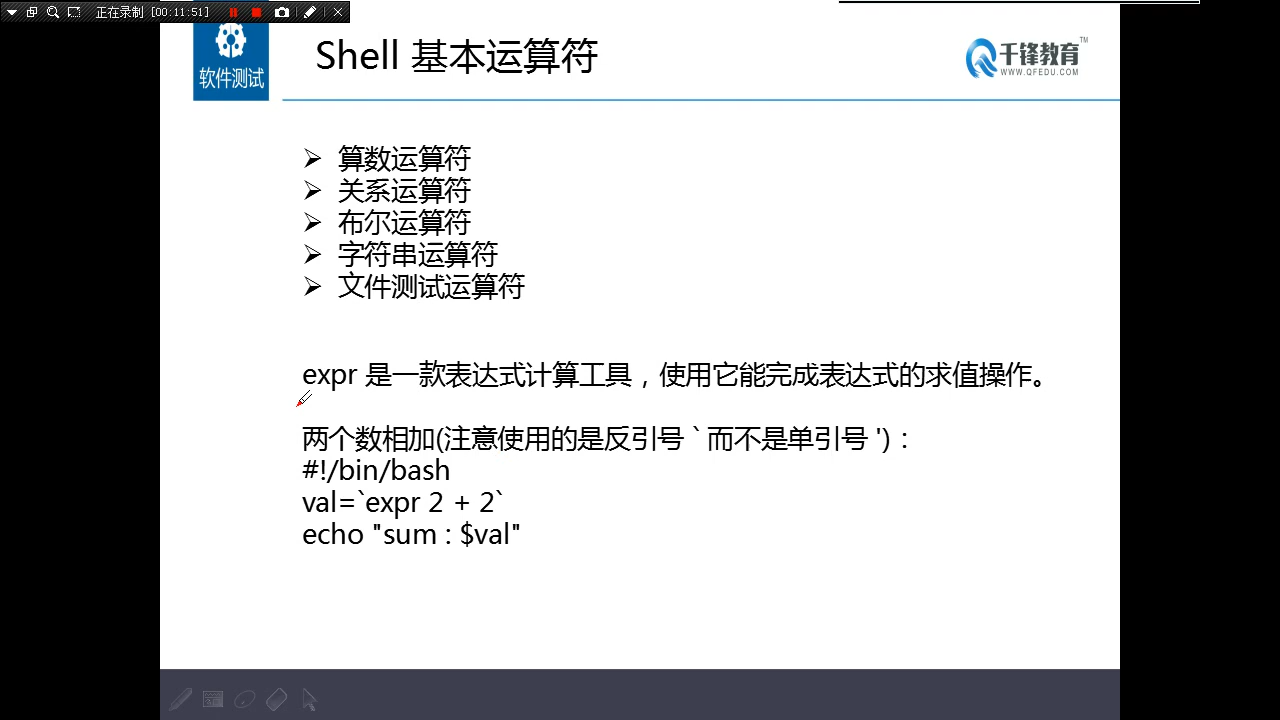 正在录制 [00:11:51]
软件测试
Shell 基本运算符
千锋教育
TM
WWW.QFEDU.COM
算数运算符
关系运算符
布尔运算符
字符串运算符
文件测试运算符
expr 是一款表达式计算工具，使用它能完成表达式的求值操作。
两个数相加(注意使用的是反引号 ` 而不是单引号 ')：
#!/bin/bash
val=`expr 2 + 2`
echo "sum : $val"